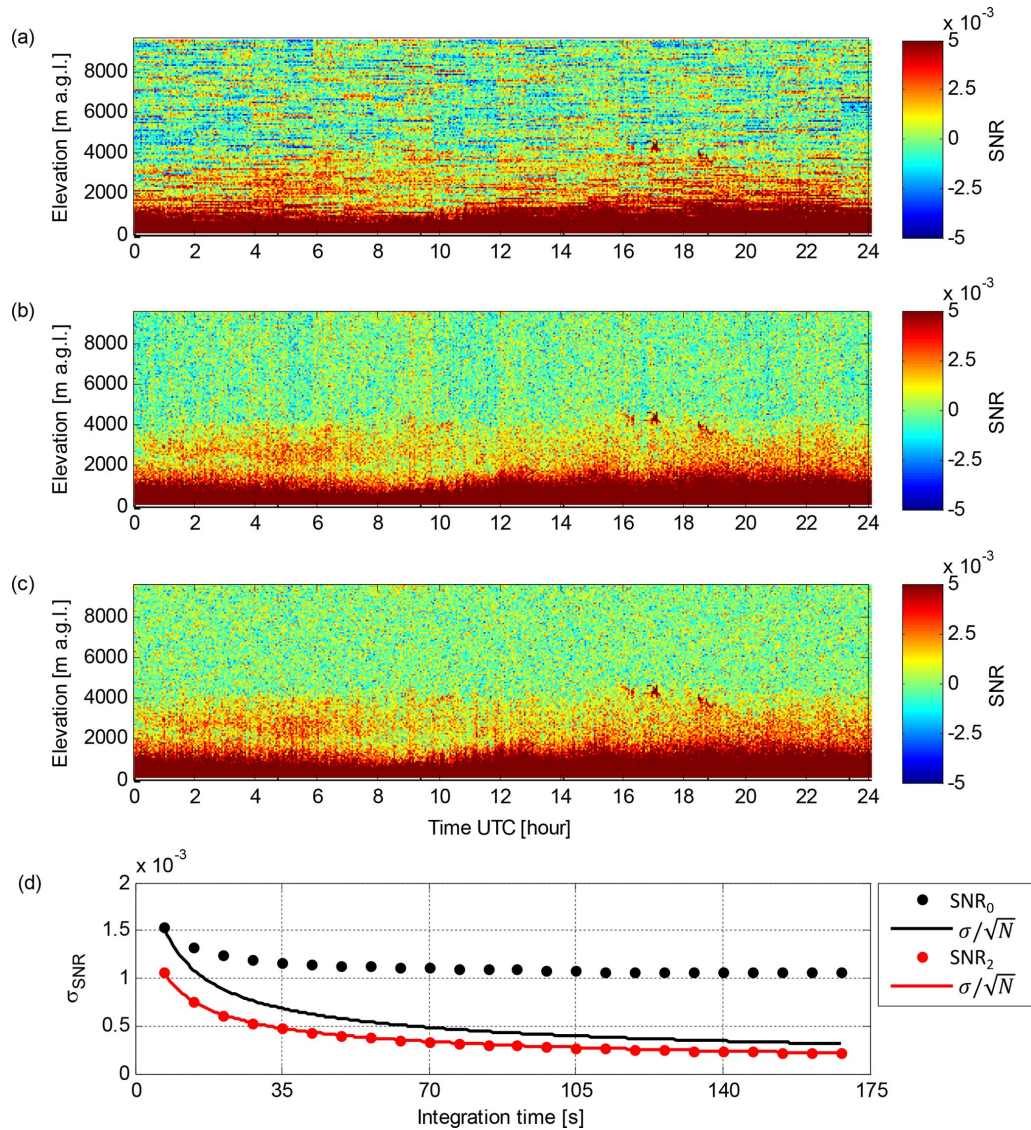 (a)
Elevation [m a.g.l.]
8000
6000
4000
2000
0
0 2 4 6 8 10 12 14 16 18 20 22 24
x 10⁻³
5
2.5
0
-2.5
-5
SNR
(b)
Elevation [m a.g.l.]
8000
6000
4000
2000
0
0 2 4 6 8 10 12 14 16 18 20 22 24
x 10⁻³
5
2.5
0
-2.5
-5
SNR
(c)
Elevation [m a.g.l.]
8000
6000
4000
2000
0
0 2 4 6 8 10 12 14 16 18 20 22 24
Time UTC [hour]
x 10⁻³
5
2.5
0
-2.5
-5
SNR
(d)
x 10⁻³
σSNR
2
1.5
1
0.5
0
0 35 70 105 140 175
Integration time [s]
SNR₀
σ/√N
SNR₂
σ/√N